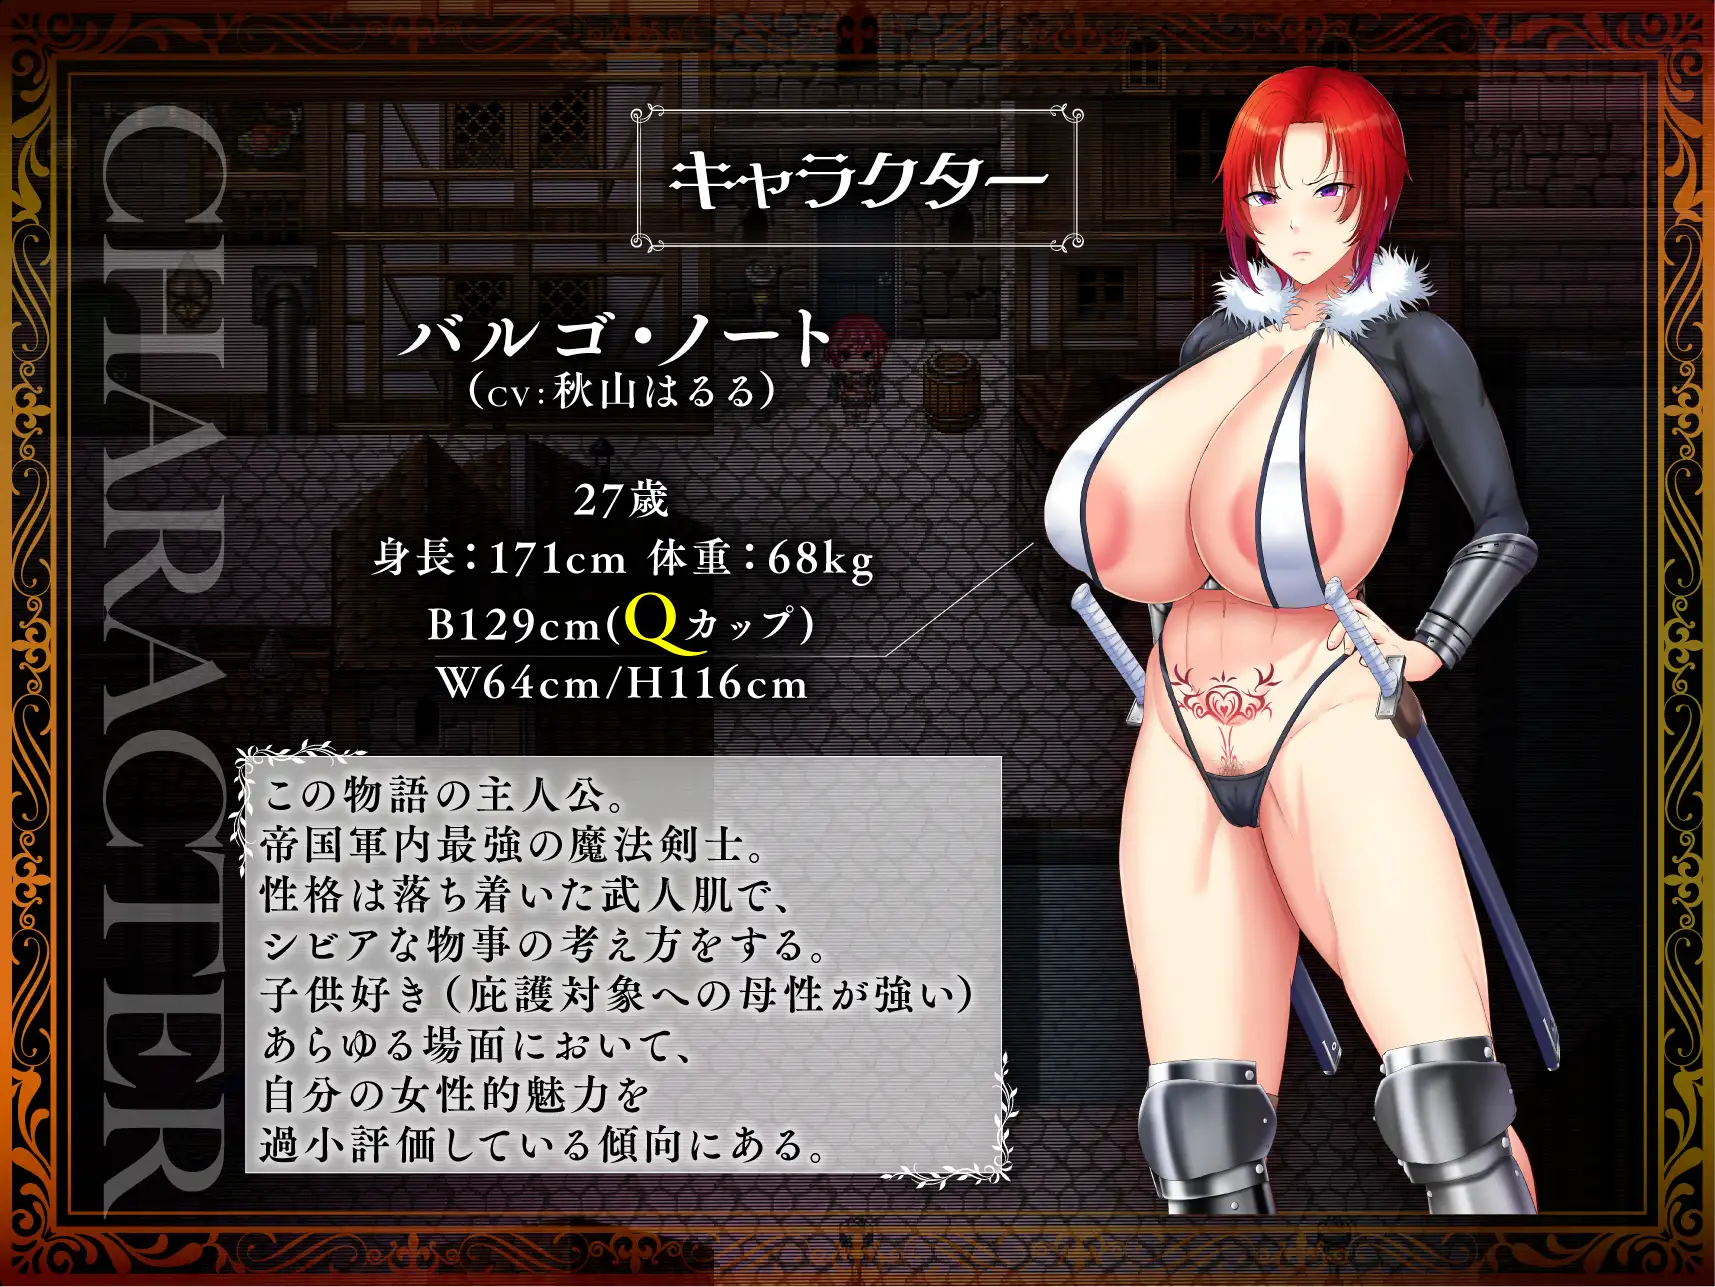 CHARACTER
キャラクター
バルゴ・ノート
(CV:秋山はるる)
27歳
身長:171cm 体重:68kg
B129cm(Qカップ)
W64cm/H116cm
この物語の主人公。
帝国軍内最強の魔法剣士。
性格は落ち着いた武人肌で、
シビアな物事の考え方をする。
子供好き(庇護対象への母性が強い)
あらゆる場面において、
自分の女性的魅力を
過小評価している傾向にある。